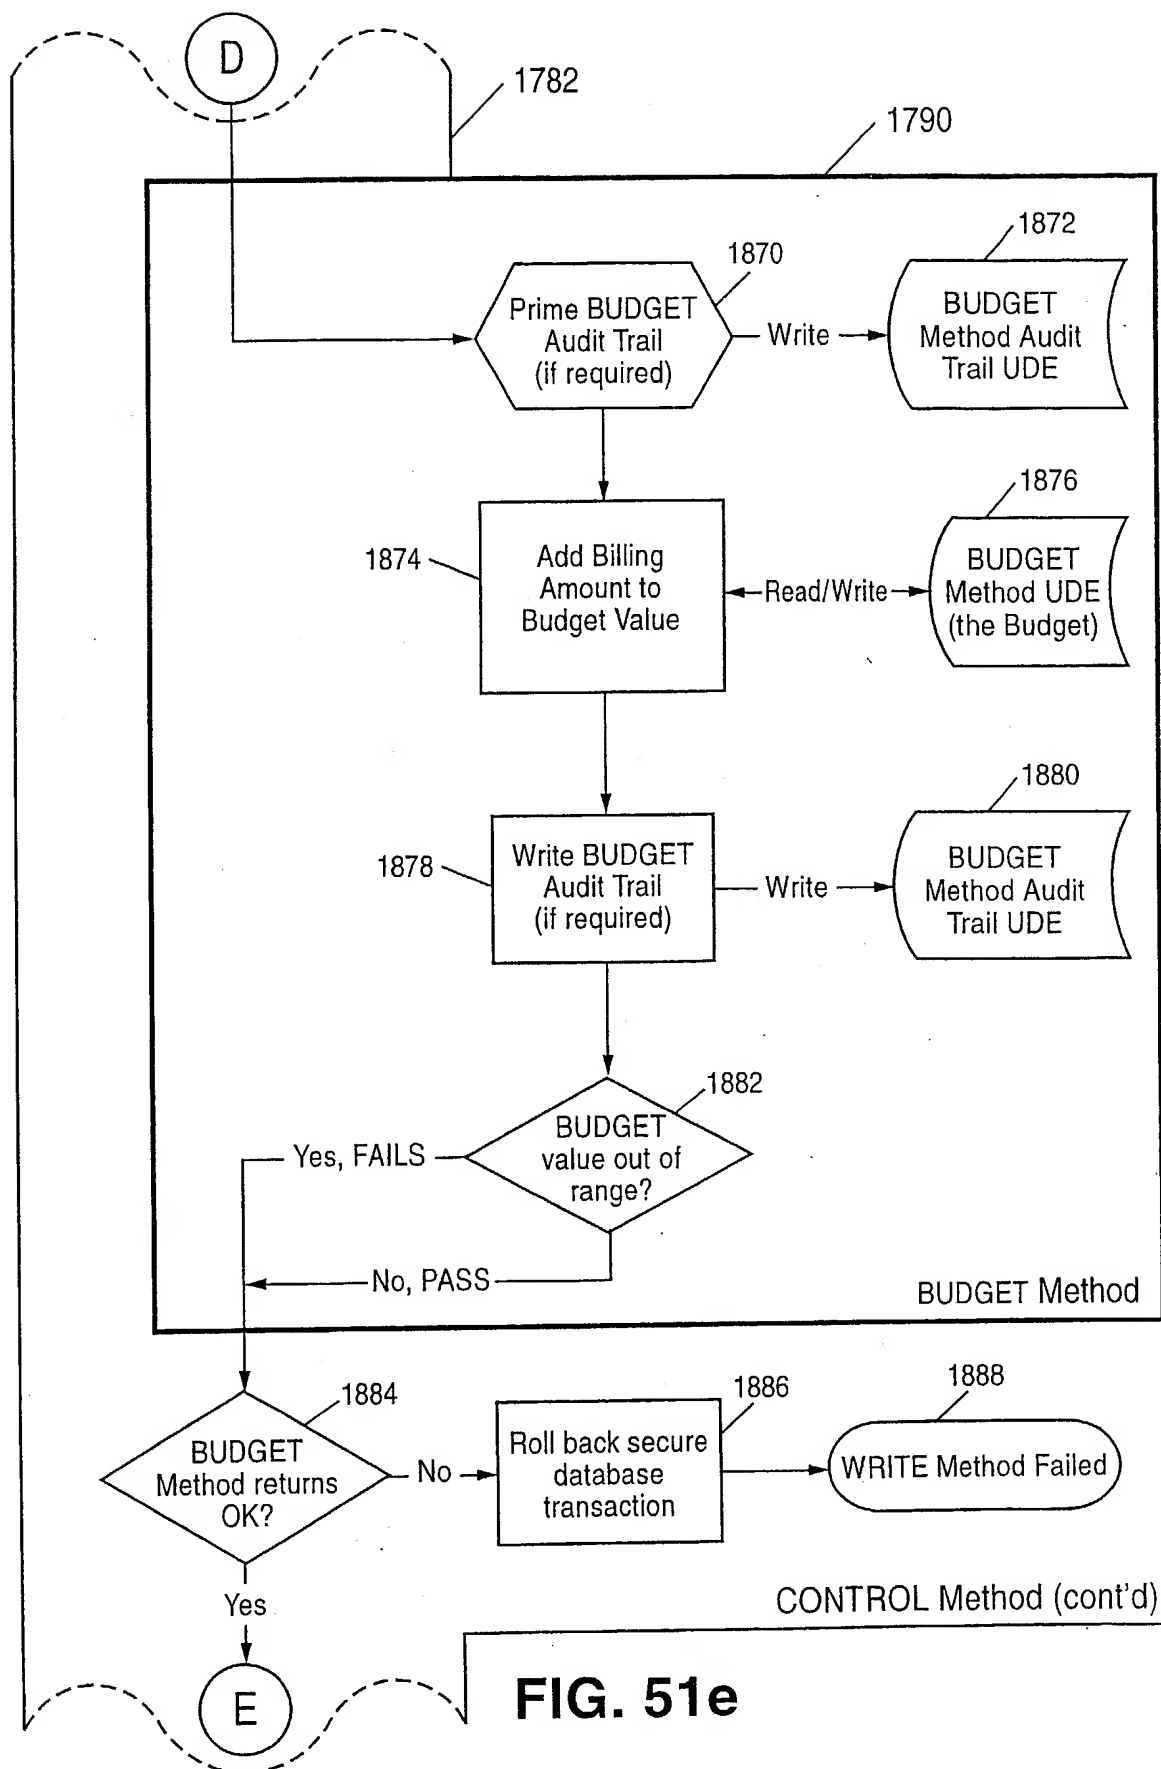 D
1782
1790
1872
1870
Prime BUDGET
Audit Trail
(if required)
Write
BUDGET
Method Audit
Trail UDE
1876
1874
Add Billing
Amount to
Budget Value
Read/Write
BUDGET
Method UDE
(the Budget)
1880
1878
Write BUDGET
Audit Trail
(if required)
Write
BUDGET
Method Audit
Trail UDE
1882
BUDGET
value out of
range?
Yes, FAILS
No, PASS
BUDGET Method
1884
BUDGET
Method returns
OK?
No
1886
Roll back secure
database
transaction
1888
WRITE Method Failed
Yes
CONTROL Method (cont'd)
E
FIG. 51e